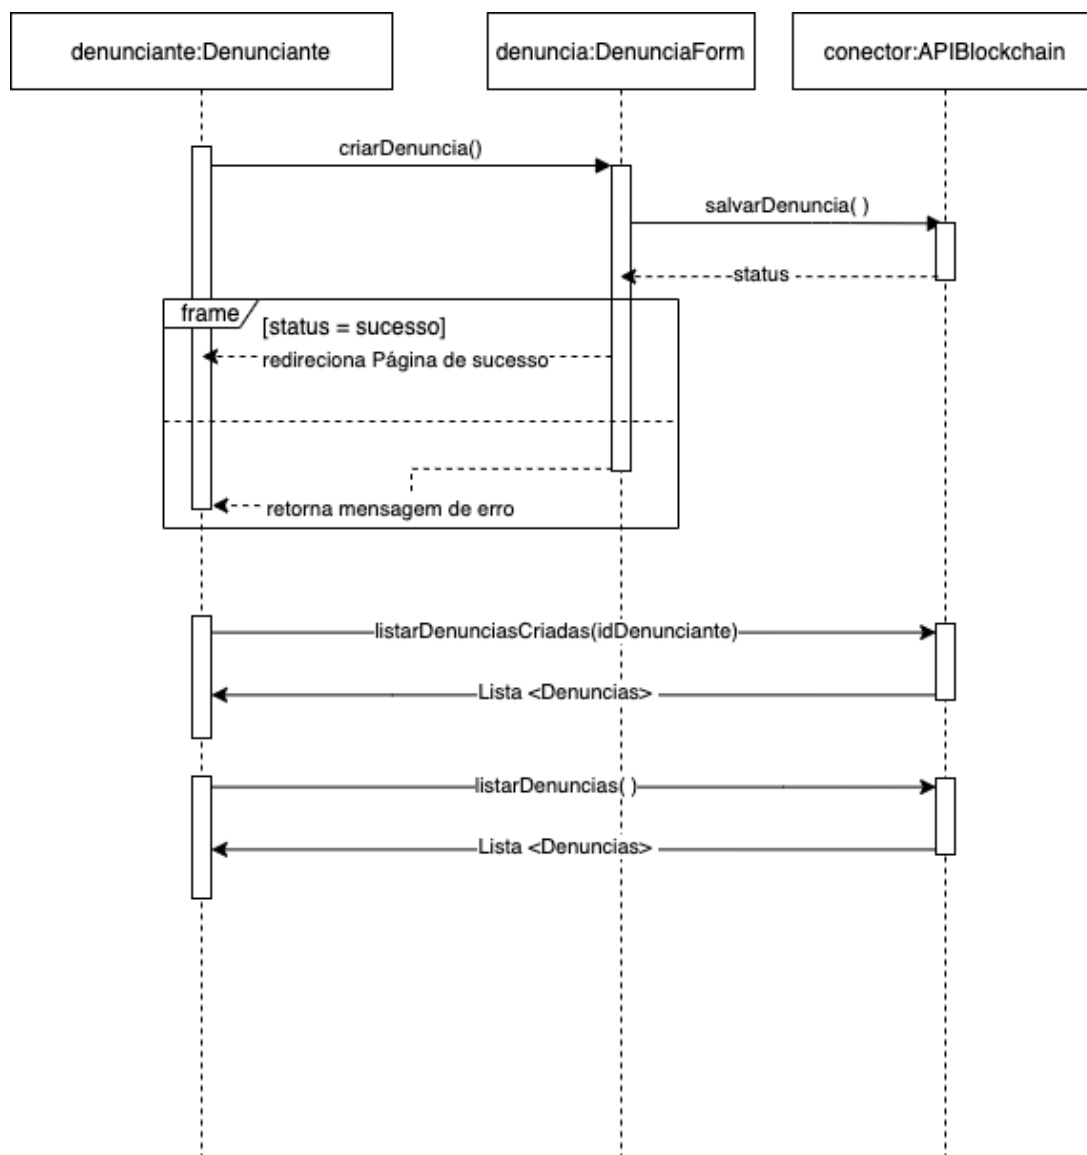 denunciante:Denunciante
denuncia:DenunciaForm
conector:APIBlockchain
criarDenuncia()
salvarDenuncia( )
status
frame
[status = sucesso]
redireciona Página de sucesso
retorna mensagem de erro
listarDenunciasCriadas(idDenunciante)
Lista <Denuncias>
listarDenuncias( )
Lista <Denuncias>